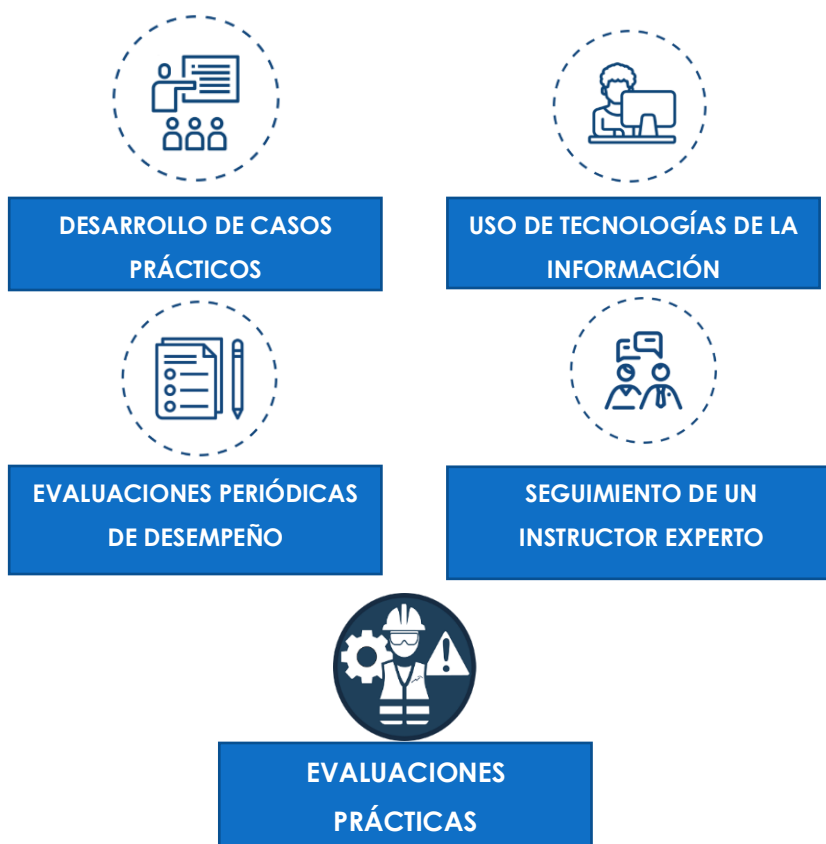 DESARROLLO DE CASOS
PRÁCTICOS
USO DE TECNOLOGÍAS DE LA
INFORMACIÓN
EVALUACIONES PERIÓDICAS
DE DESEMPEÑO
SEGUIMIENTO DE UN
INSTRUCTOR EXPERTO
EVALUACIONES
PRÁCTICAS